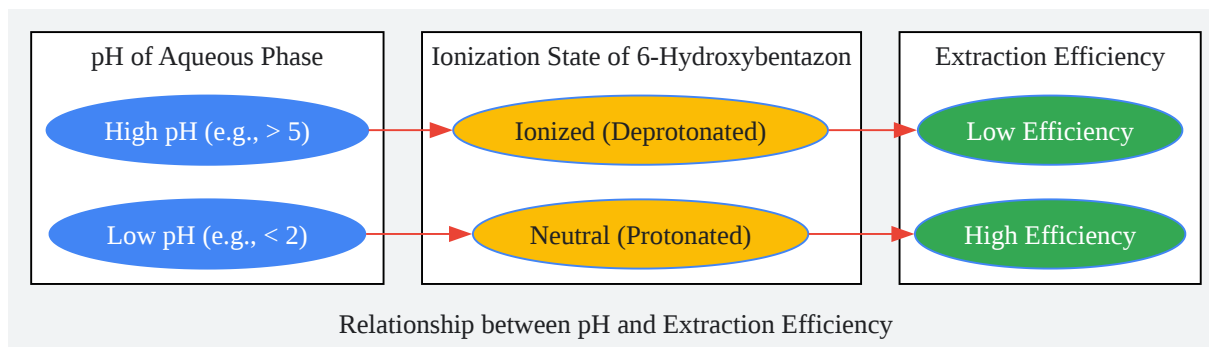 pH of Aqueous Phase
High pH (e.g., > 5)
Low pH (e.g., < 2)
Ionization State of 6-Hydroxybentazon
Ionized (Deprotonated)
Neutral (Protonated)
Extraction Efficiency
Low Efficiency
High Efficiency
Relationship between pH and Extraction Efficiency